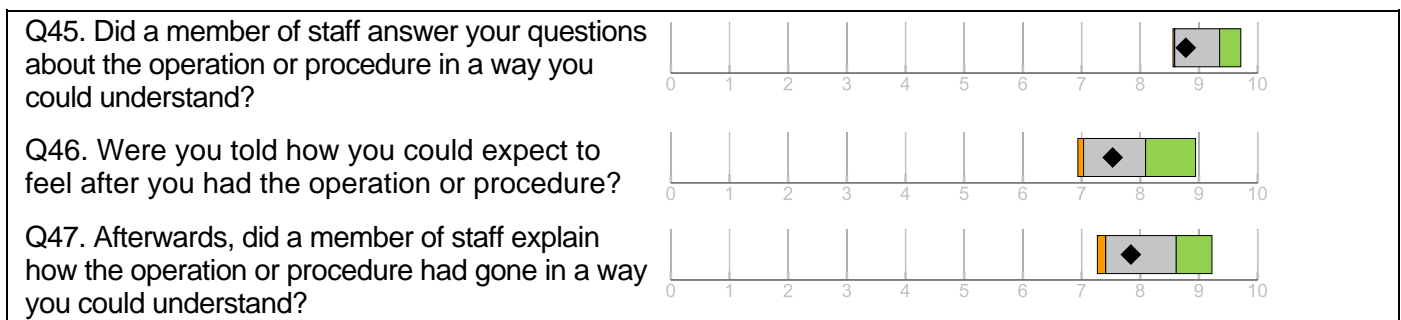 Q45. Did a member of staff answer your questions
about the operation or procedure in a way you
could understand?
0 1 2 3 4 5 6 7 8 9 10
Q46. Were you told how you could expect to
feel after you had the operation or procedure?
0 1 2 3 4 5 6 7 8 9 10
Q47. Afterwards, did a member of staff explain
how the operation or procedure had gone in a way
you could understand?
0 1 2 3 4 5 6 7 8 9 10